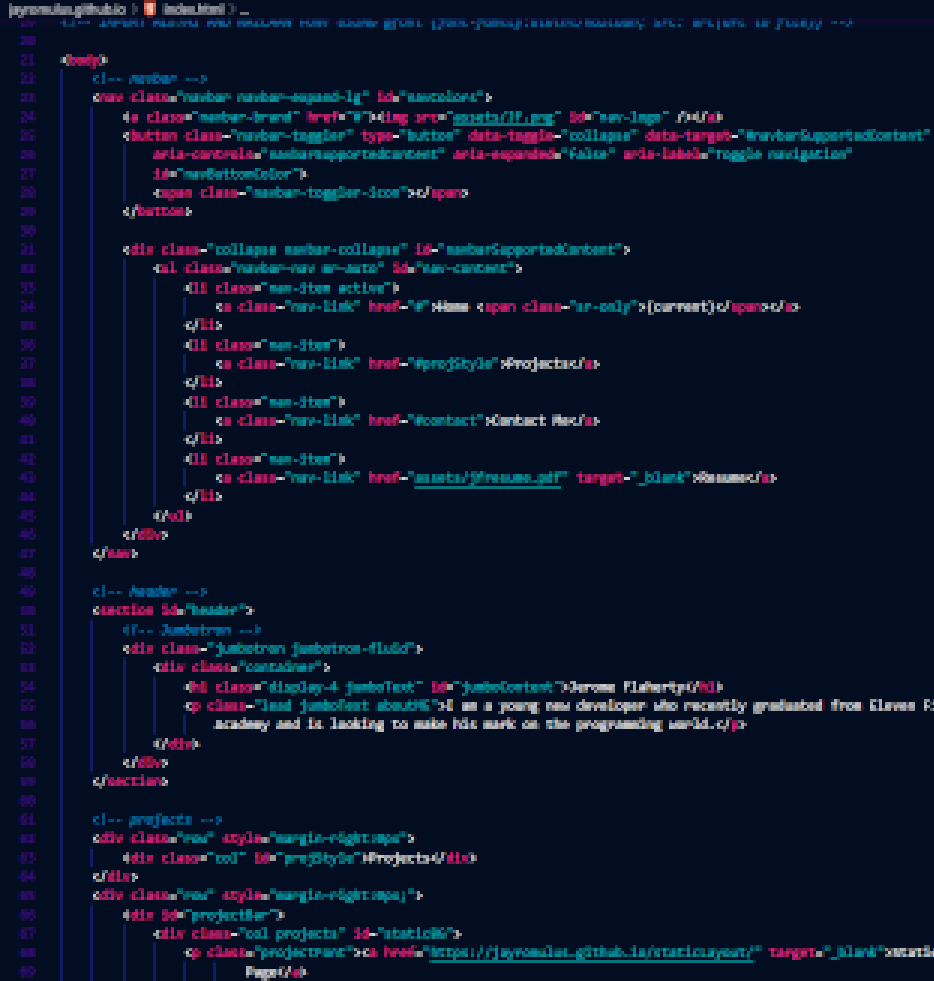 jayromulus.github.io > index.html > ...
20
21 <body>
22 <!-- navbar -->
23 <nav class="navbar navbar-expand-lg" id="navcolors">
24 <a class="navbar-brand" href="#"><img src="assets/JF.png" id="nav-logo" /></a>
25 <button class="navbar-toggler" type="button" data-toggle="collapse" data-target="#navbarSupportedContent"
26 aria-controls="navbarSupportedContent" aria-expanded="false" aria-label="Toggle navigation"
27 id="navButtonColor">
28 <span class="navbar-toggler-icon"></span>
29 </button>
30
31 <div class="collapse navbar-collapse" id="navbarSupportedContent">
32 <ul class="navbar-nav mr-auto" id="nav-content">
33 <li class="nav-item active">
34 <a class="nav-link" href="#">Home <span class="sr-only">(current)</span></a>
35 </li>
36 <li class="nav-item">
37 <a class="nav-link" href="#projStyle">Projects</a>
38 </li>
39 <li class="nav-item">
40 <a class="nav-link" href="#contact">Contact Me</a>
41 </li>
42 <li class="nav-item">
43 <a class="nav-link" href="assets/jfresume.pdf" target="_blank">Resume</a>
44 </li>
45 </ul>
46 </div>
47 </nav>
48
49 <!-- header -->
50 <section id="header">
51 <!-- Jumbotron -->
52 <div class="jumbotron jumbotron-fluid">
53 <div class="container">
54 <h1 class="display-4 jumboText" id="jumboContent">Jerome Flaherty</h1>
55 <p class="lead jumboText aboutBG">I am a young new developer who recently graduated from Eleven Fi
56 academy and is looking to make his mark on the programming world.</p>
57 </div>
58 </div>
59 </section>
60
61 <!-- projects -->
62 <div class="row" style="margin-right:0px">
63 <div class="col" id="projStyle">Projects</div>
64 </div>
65 <div class="row" style="margin-right:0px;">
66 <div id="projectBar">
67 <div class="col projects" id="staticBG">
68 <p class="projectFont"><a href="https://jayromulus.github.io/staticLayout/" target="_blank">Static
69 Page</a>